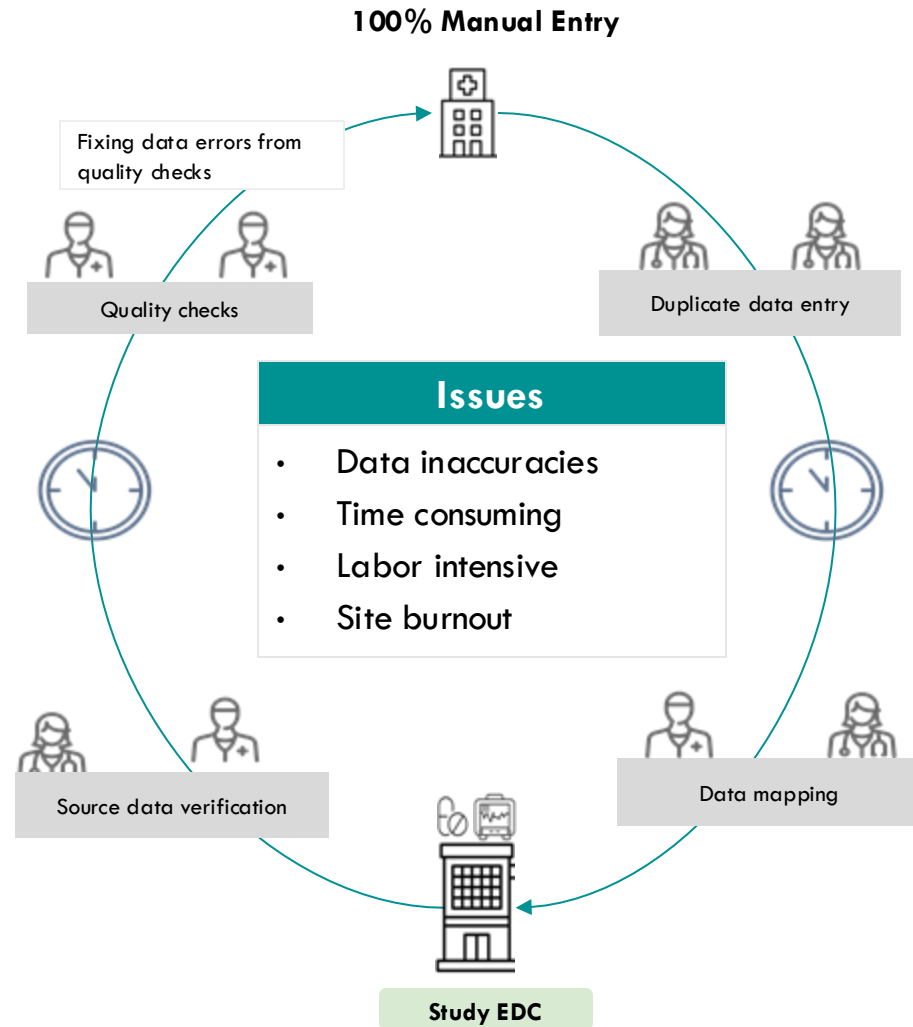 100% Manual Entry
Fixing data errors from
quality checks
Quality checks
Duplicate data entry
Issues
• Data inaccuracies
• Time consuming
• Labor intensive
• Site burnout
Source data verification
Data mapping
Study EDC